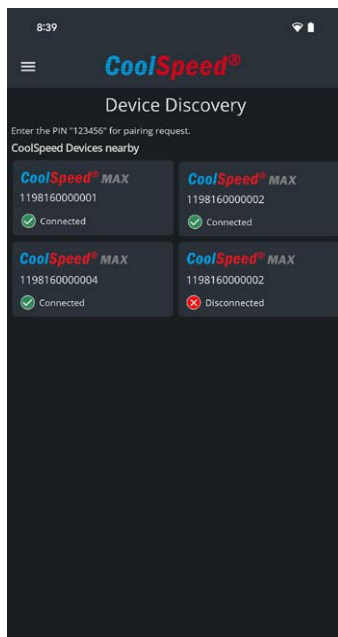 8:39
CoolSpeed®
Device Discovery
Enter the PIN "123456" for pairing request.
CoolSpeed Devices nearby
CoolSpeed® MAX
1198160000001
Connected
CoolSpeed® MAX
1198160000002
Connected
CoolSpeed® MAX
1198160000004
Connected
CoolSpeed® MAX
1198160000002
Disconnected